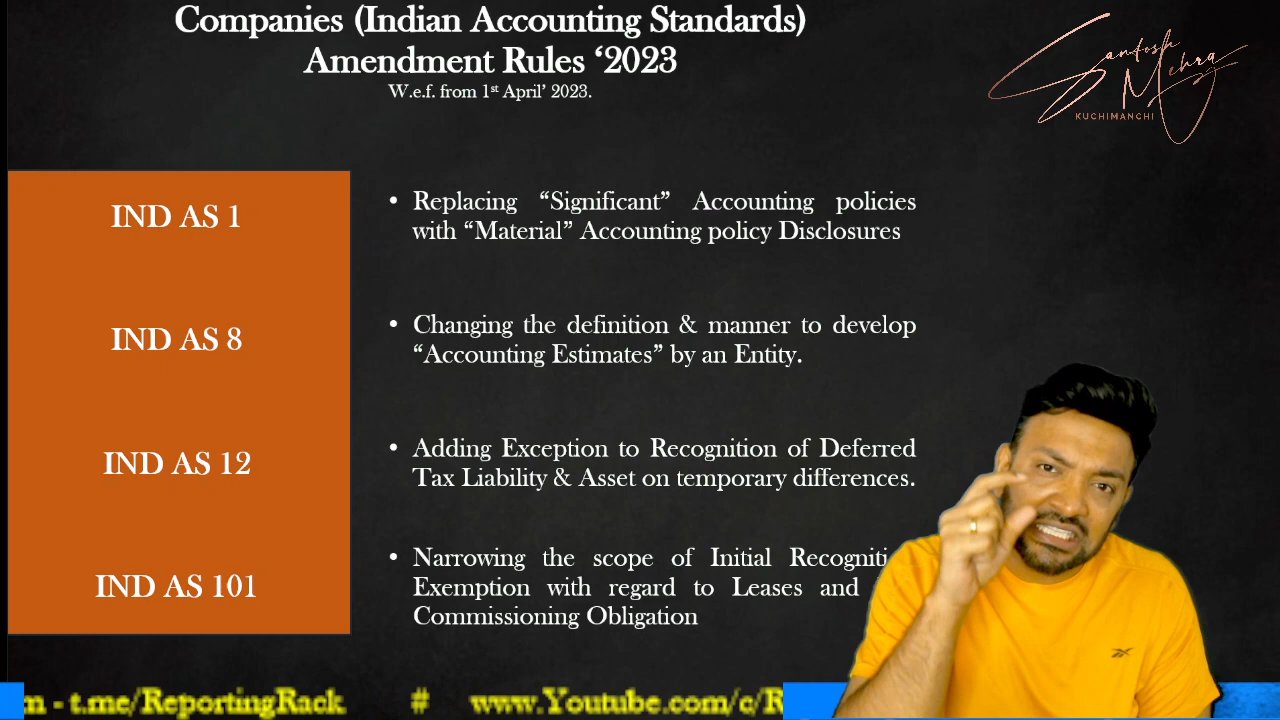 Companies (Indian Accounting Standards)
Amendment Rules ‘2023
W.e.f. from 1st April’ 2023.
Santosh
Mehra
KUCHIMANCHI
IND AS 1
• Replacing “Significant” Accounting policies
with “Material” Accounting policy Disclosures
IND AS 8
• Changing the definition & manner to develop
“Accounting Estimates” by an Entity.
IND AS 12
• Adding Exception to Recognition of Deferred
Tax Liability & Asset on temporary differences.
IND AS 101
• Narrowing the scope of Initial
Exemption with regard to Leases and
Commissioning Obligation
- t.me/ReportingRack # www.Youtube.com/c/